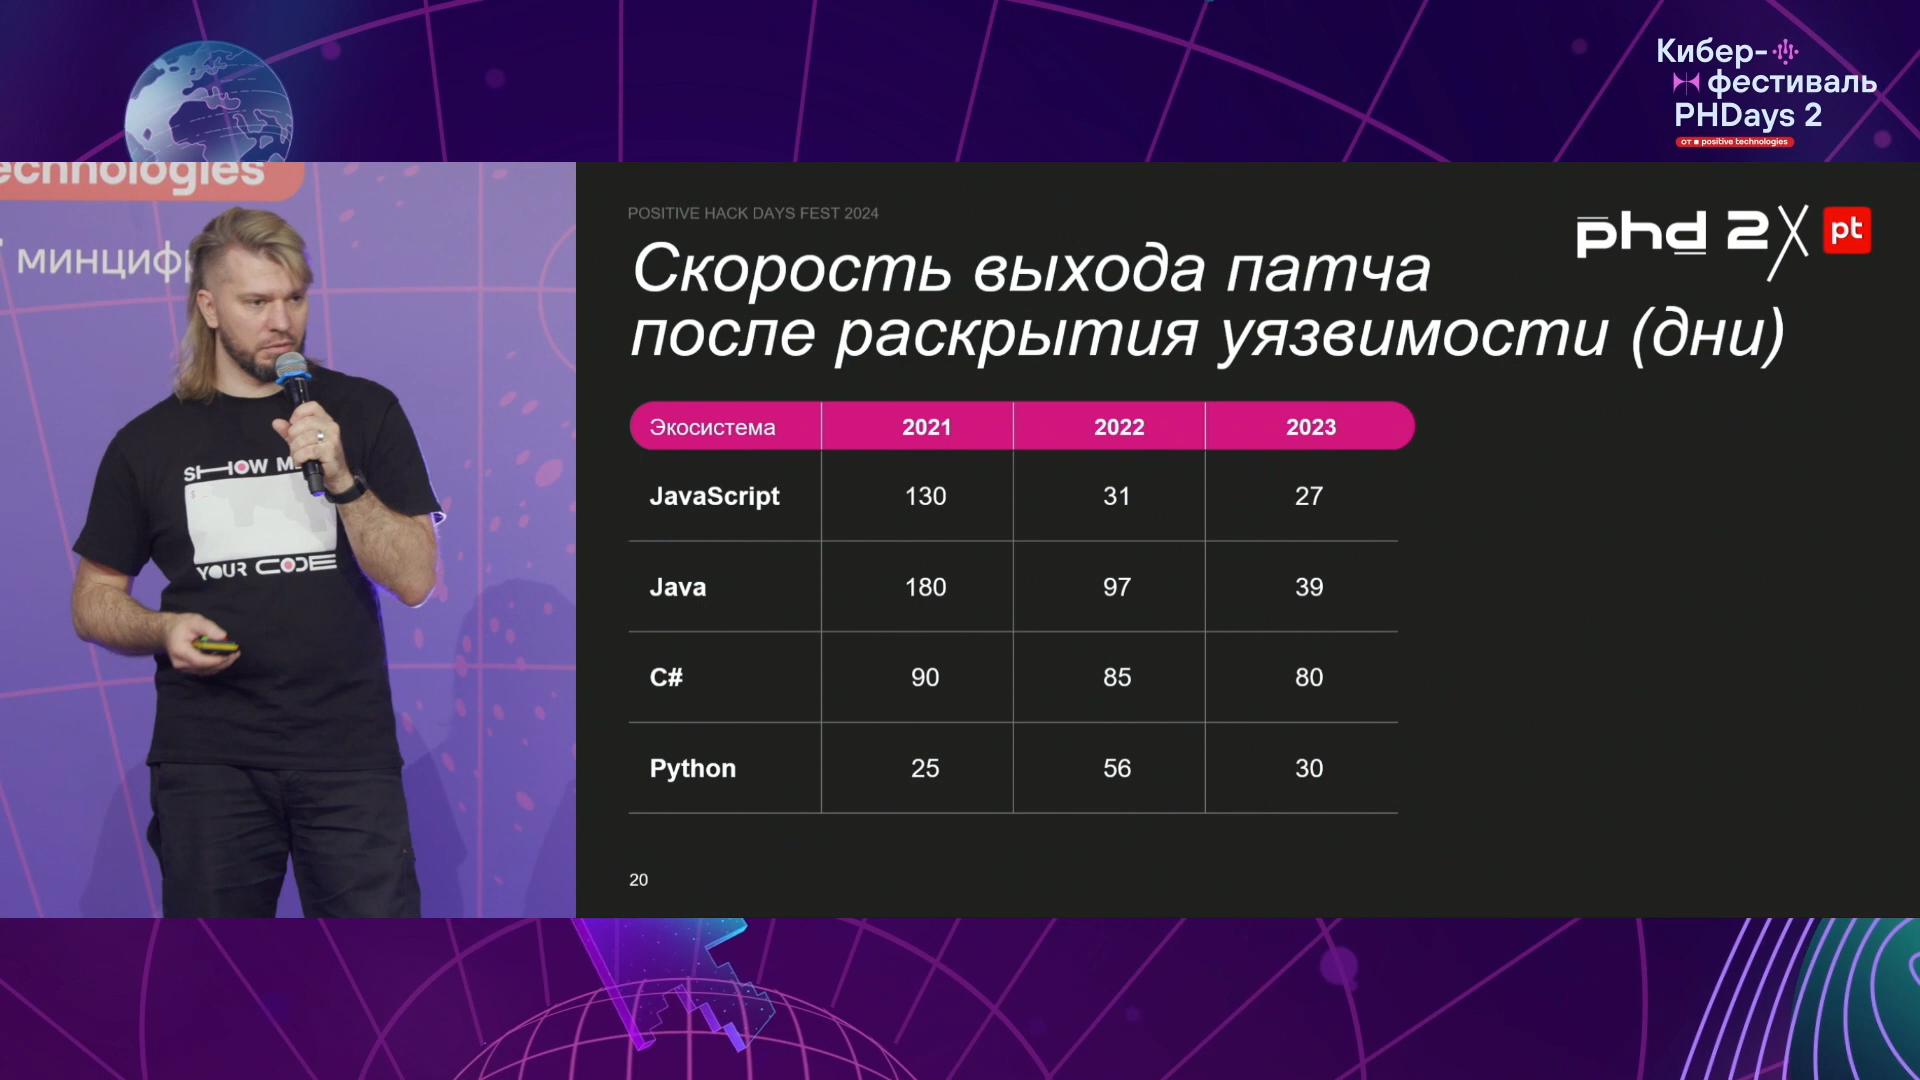 Кибер-
фестиваль
PHDays 2
от positive technologies
echnologies
минциф
SHOW M
YOUR CODE
POSITIVE HACK DAYS FEST 2024
phd 2
pt
Скорость выхода патча
после раскрытия уязвимости (дни)
Экосистема 2021 2022 2023
JavaScript 130 31 27
Java 180 97 39
C# 90 85 80
Python 25 56 30
20